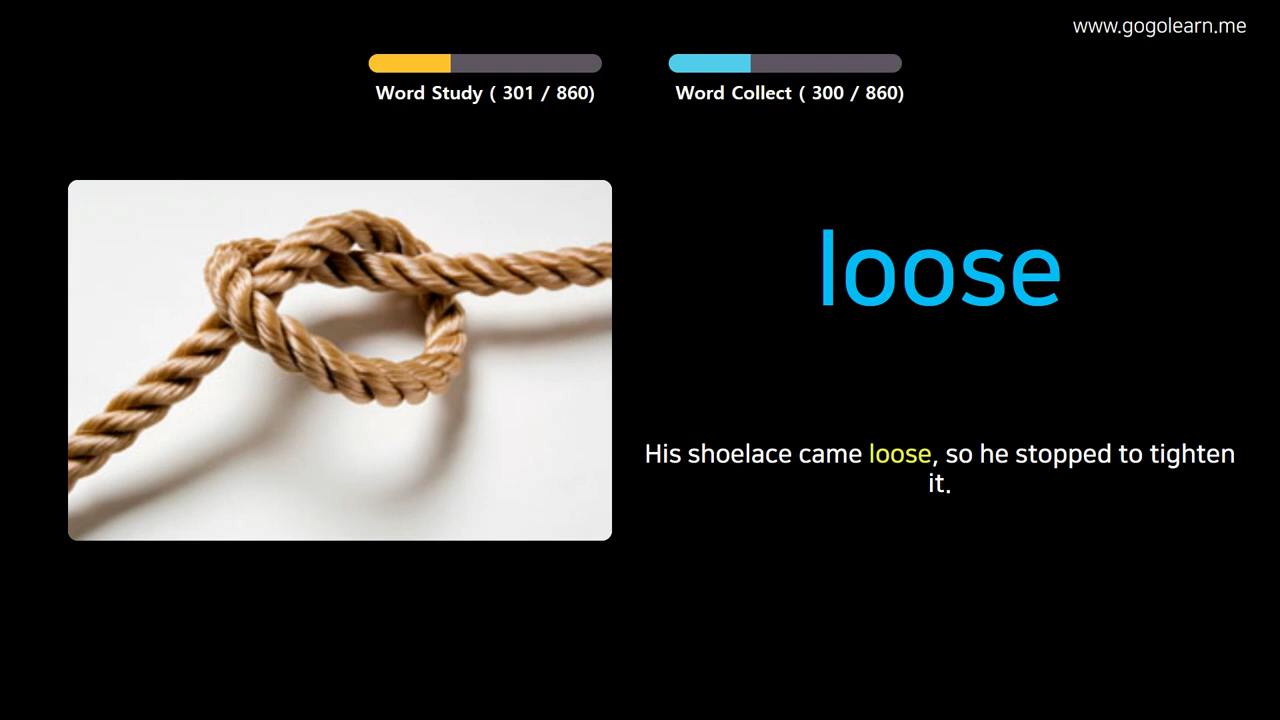 www.gogolearn.me
Word Study ( 301 / 860)
Word Collect ( 300 / 860)
loose
His shoelace came loose, so he stopped to tighten
it.